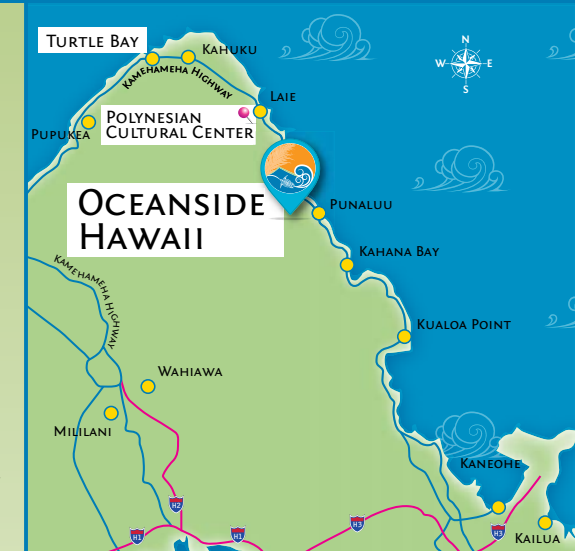 TURTLE BAY
KAHUKU
KAMEHAMEHA HIGHWAY
LAIE
POLYNESIAN
CULTURAL CENTER
PUPUKEA
N
W
E
S
OCEANSIDE
HAWAII
PUNALUU
KAHANA BAY
KAMEHAMEHA HIGHWAY
KUALOA POINT
WAHIAWA
MILILANI
KANEOHE
H2
H1
H1
H3
H3
KAILUA